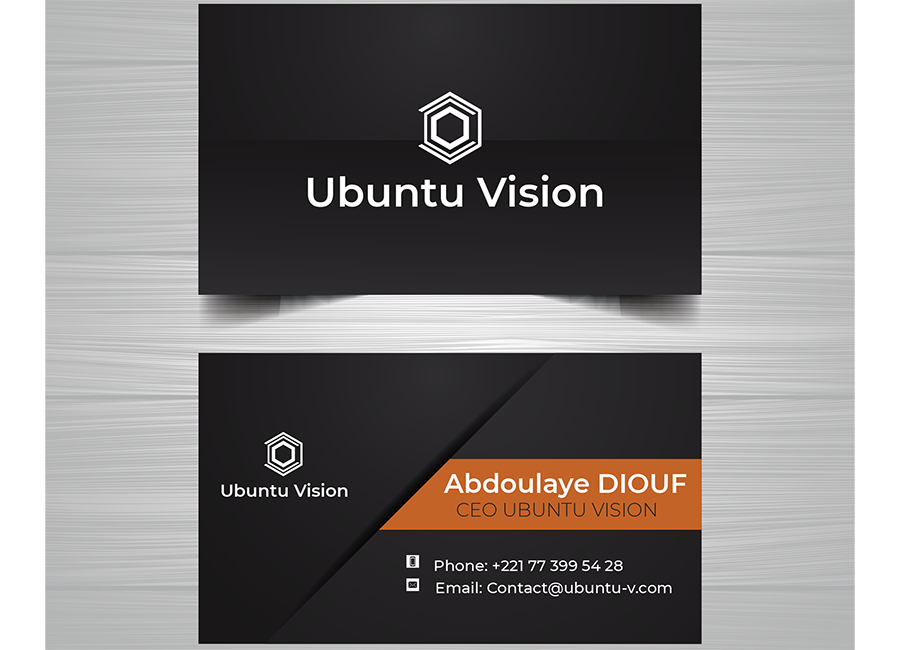 Ubuntu Vision
Ubuntu Vision
Abdoulaye DIOUF
CEO UBUNTU VISION
Phone: +221 77 399 54 28
Email: Contact@ubuntu-v.com